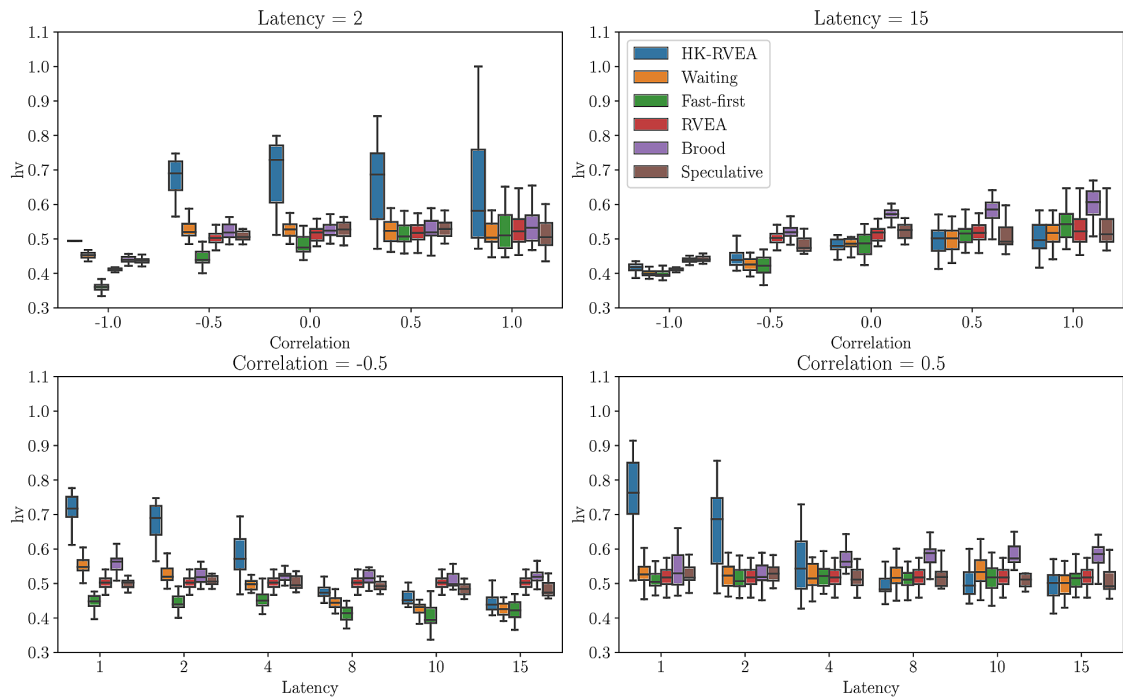 Latency = 2
1.1
1.0
0.9
0.8
0.7
0.6
0.5
0.4
0.3
hv
-1.0 -0.5 0.0 0.5 1.0
Correlation
Latency = 15
1.1
1.0
0.9
0.8
0.7
0.6
0.5
0.4
0.3
hv
HK-RVEA
Waiting
Fast-first
RVEA
Brood
Speculative
-1.0 -0.5 0.0 0.5 1.0
Correlation
Correlation = -0.5
1.1
1.0
0.9
0.8
0.7
0.6
0.5
0.4
0.3
hv
1 2 4 8 10 15
Latency
Correlation = 0.5
1.1
1.0
0.9
0.8
0.7
0.6
0.5
0.4
0.3
hv
1 2 4 8 10 15
Latency